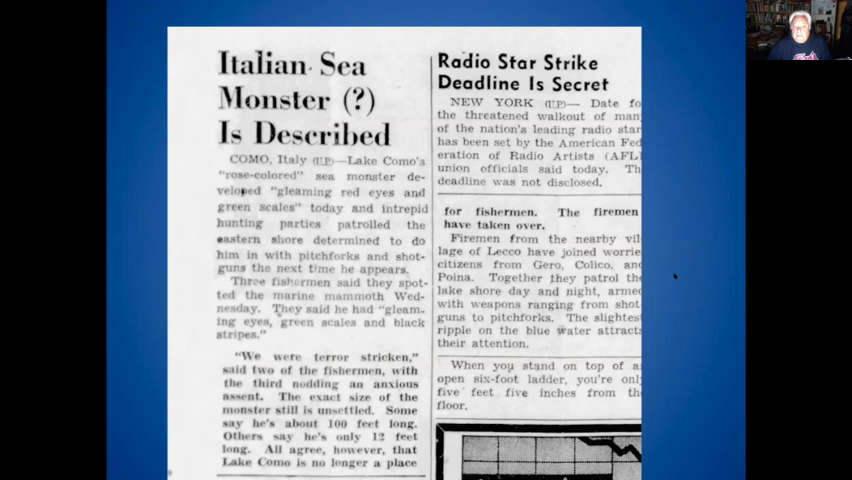 Italian Sea
Monster (?)
Is Described
COMO, Italy (U.P.)—Lake Como's
"rose-colored" sea monster de-
veloped "gleaming red eyes and
green scales" today and intrepid
hunting parties patrolled the
eastern shore determined to do
him in with pitchforks and shot-
guns the next time he appears.
Three fishermen said they spot-
ted the marine mammoth Wed-
nesday. They said he had "gleam-
ing eyes, green scales and black
stripes."
"We were terror stricken,"
said two of the fishermen, with
the third nodding an anxious
assent. The exact size of the
monster still is unsettled. Some
say he's about 100 feet long.
Others say he's only 12 feet
long. All agree, however, that
Lake Como is no longer a place
Radio Star Strike
Deadline Is Secret
NEW YORK (U.P.)— Date fo
the threatened walkout of man
of the nation's leading radio star
has been set by the American Fed
eration of Radio Artists (AFL)
union officials said today. Th
deadline was not disclosed.
for fishermen. The firemen
have taken over.
Firemen from the nearby vil
lage of Lecco have joined worrie
citizens from Gero, Colico, and
Poina. Together they patrol the
lake shore day and night, armed
with weapons ranging from shot
guns to pitchforks. The slightest
ripple on the blue water attracts
their attention.
When you stand on top of a
open six-foot ladder, you're only
five feet five inches from the
floor.